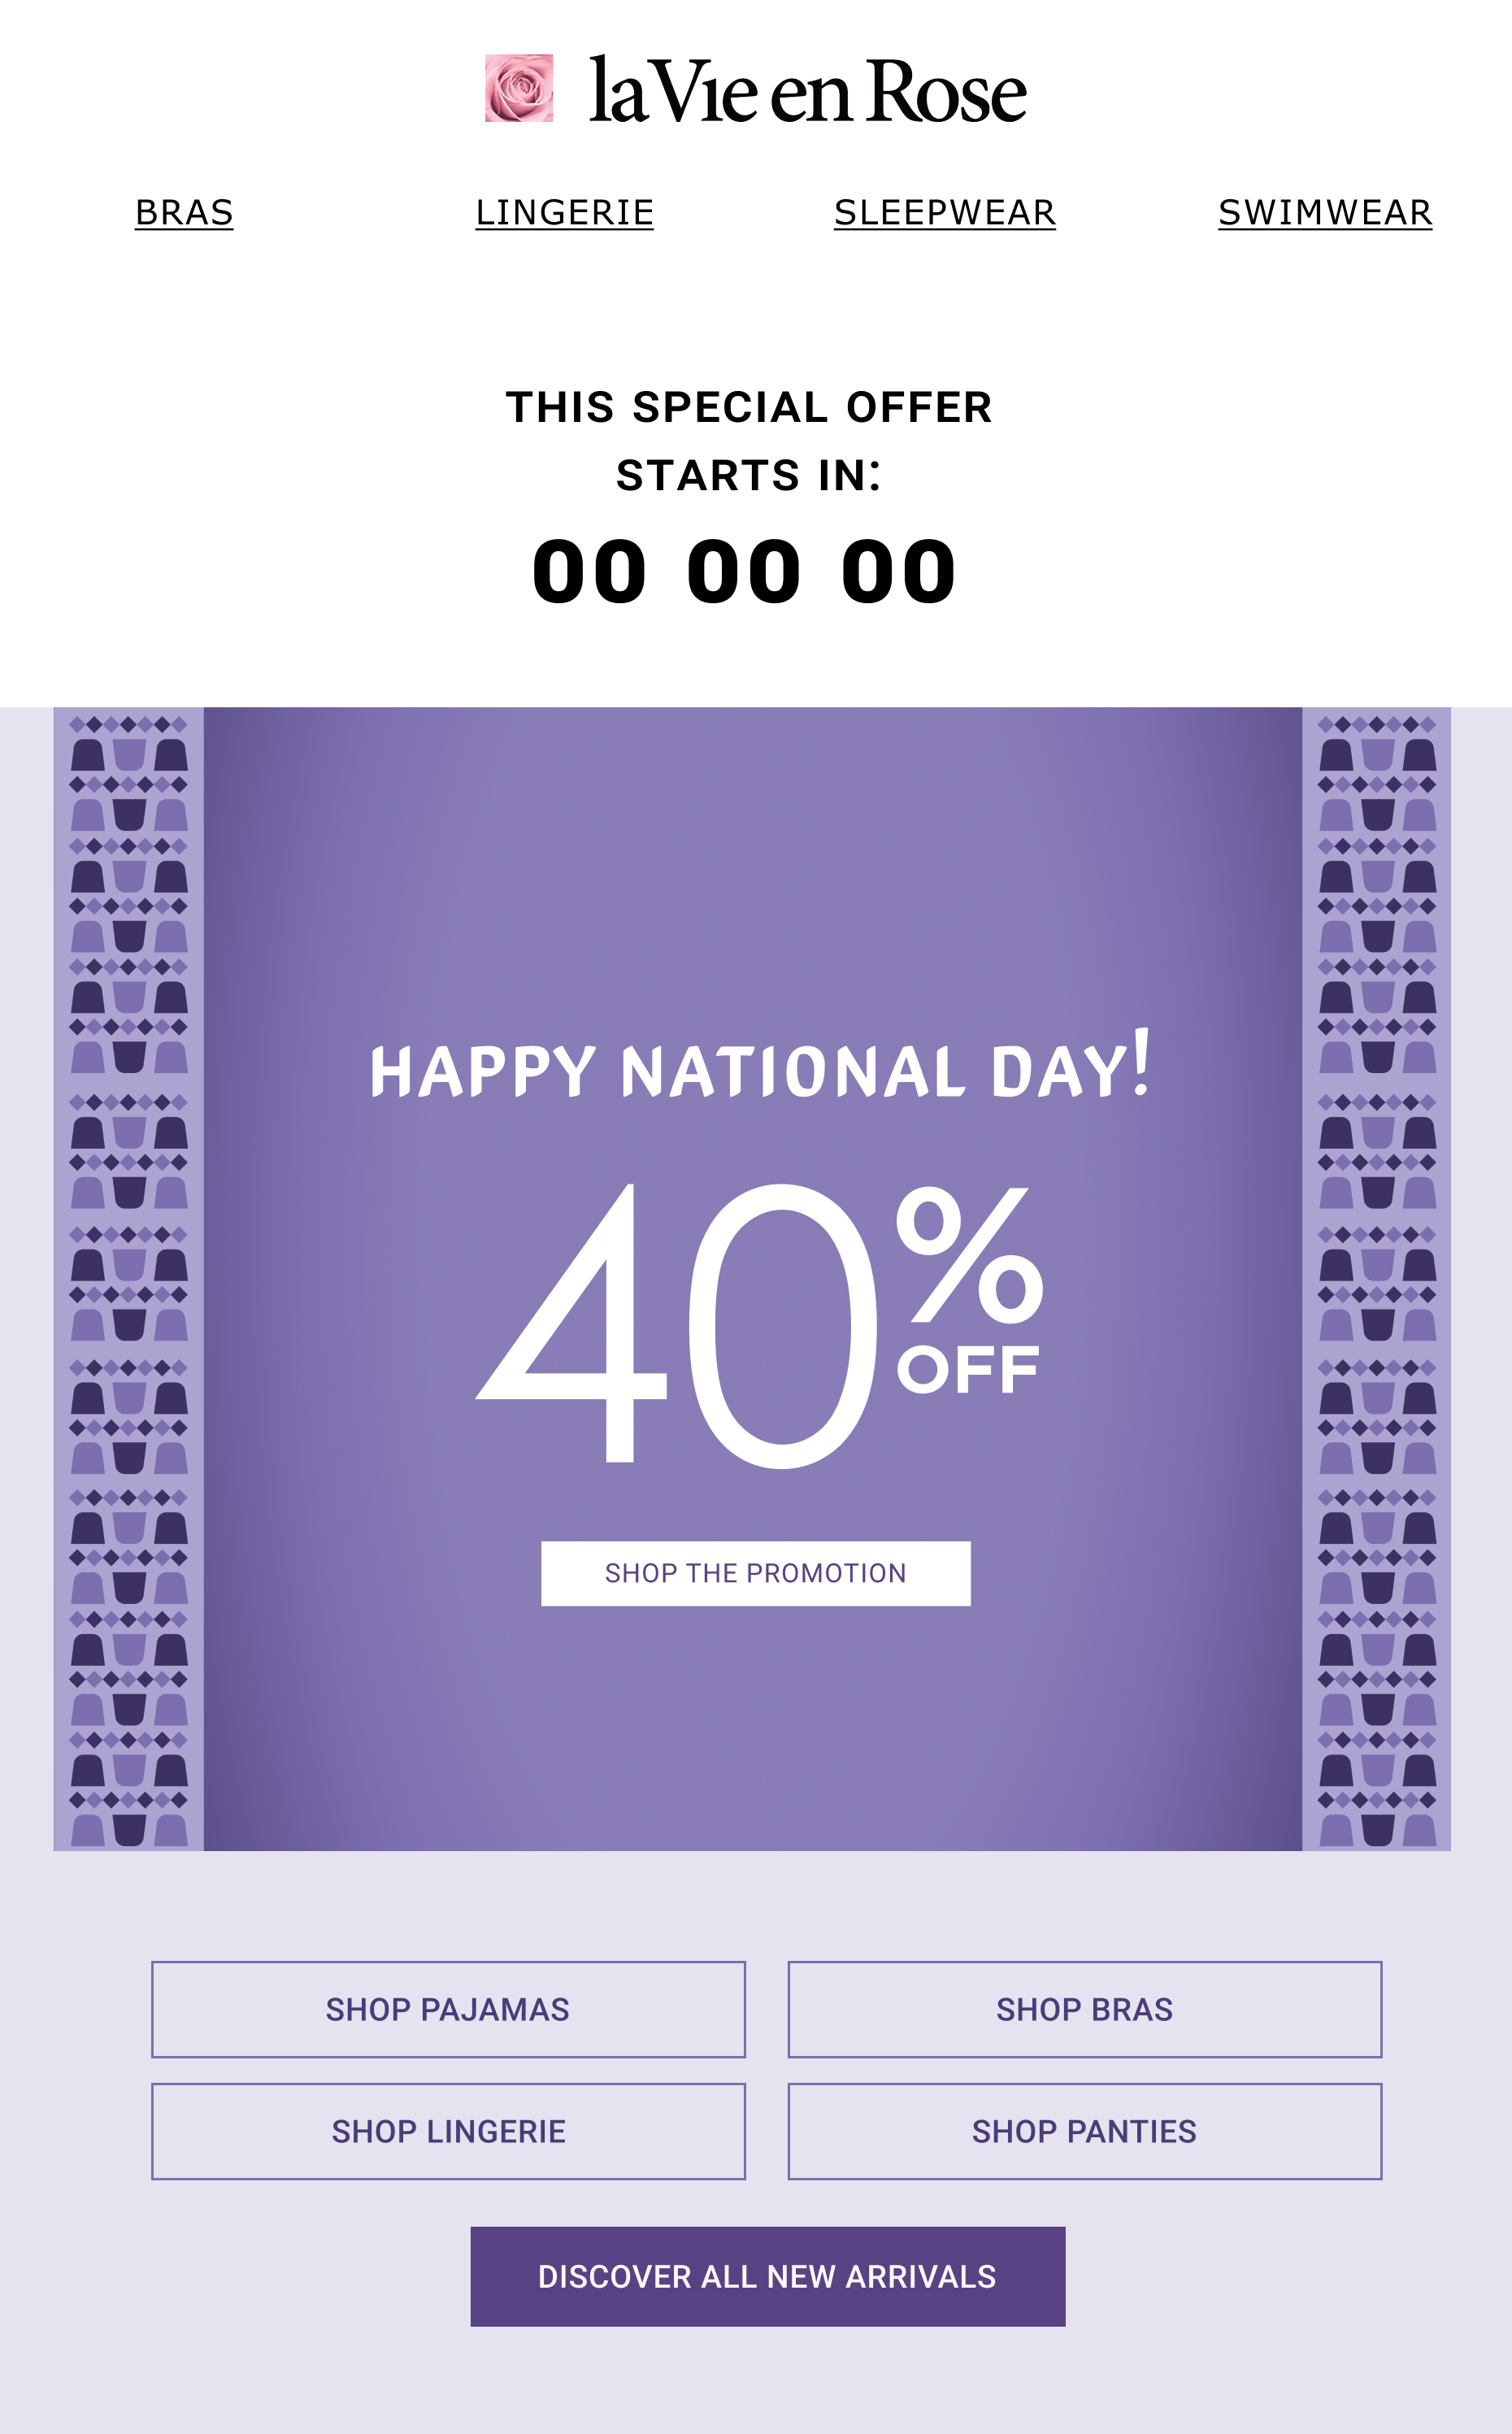 la Vie en Rose
BRAS
LINGERIE
SLEEPWEAR
SWIMWEAR
THIS SPECIAL OFFER
STARTS IN:
00 00 00
HAPPY NATIONAL DAY!
40%
OFF
SHOP THE PROMOTION
SHOP PAJAMAS
SHOP BRAS
SHOP LINGERIE
SHOP PANTIES
DISCOVER ALL NEW ARRIVALS